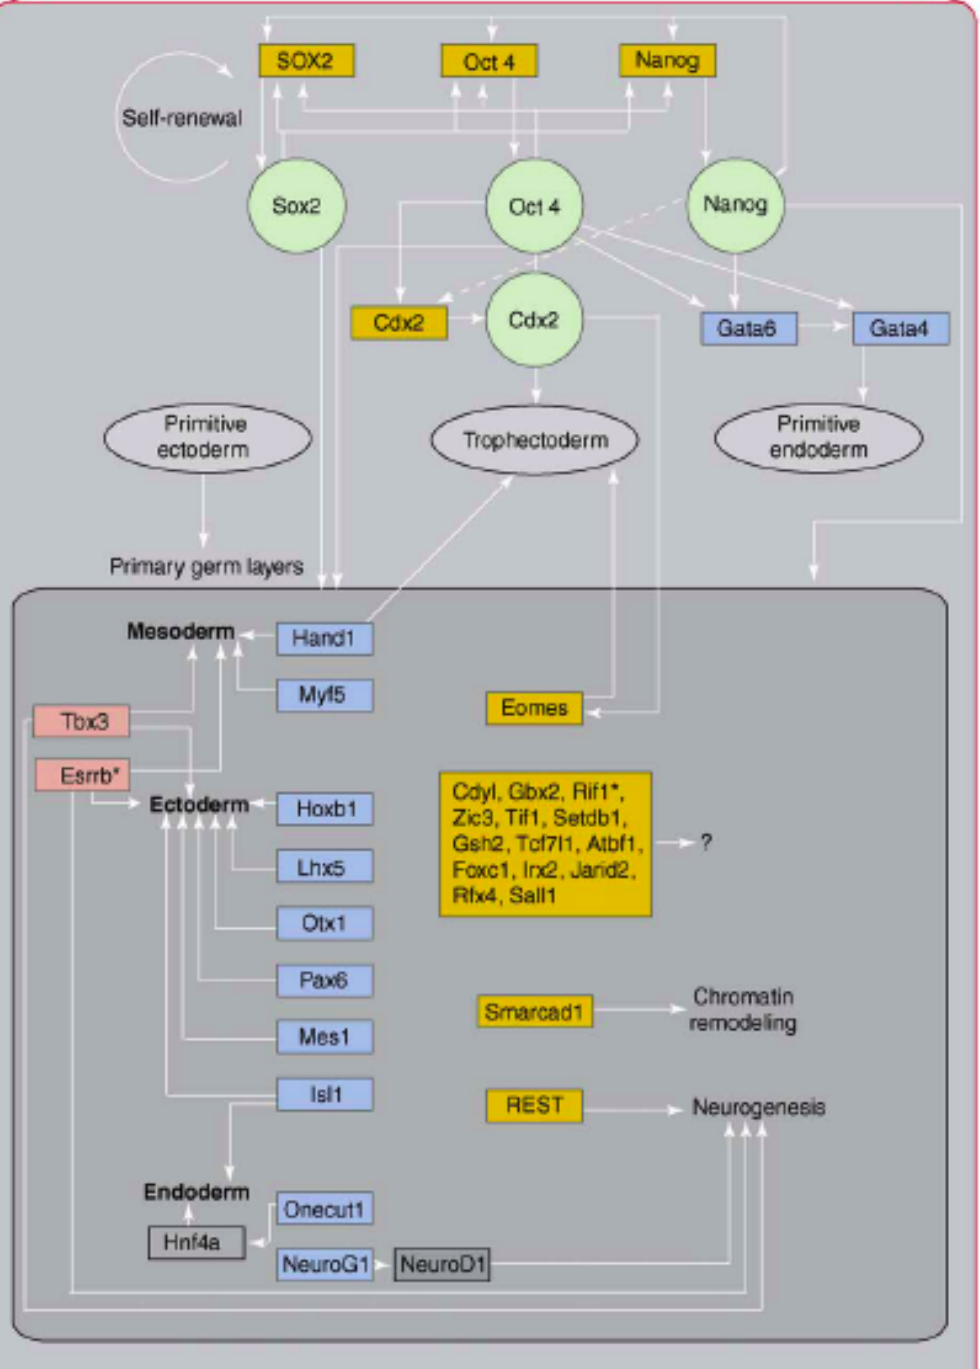 SOX2
Oct 4
Nanog
Self-renewal
Sox2
Oct 4
Nanog
Cdx2
Cdx2
Gata6
Gata4
Primitive
ectoderm
Trophectoderm
Primitive
endoderm
Primary germ layers
Mesoderm
Hand1
Myf5
Tbx3
Eomes
Esrrb*
Ectoderm
Hoxb1
Lhx5
Otx1
Pax6
Mes1
Isl1
Cdyl, Gbx2, Rif1*,
Zic3, Tif1, Setdb1,
Gsh2, Tcf7l1, Atbf1,
Foxc1, Irx2, Jarid2,
Rfx4, Sall1
?
Smarcad1
Chromatin
remodeling
REST
Neurogenesis
Endoderm
Hnf4a
Onecut1
NeuroG1
NeuroD1